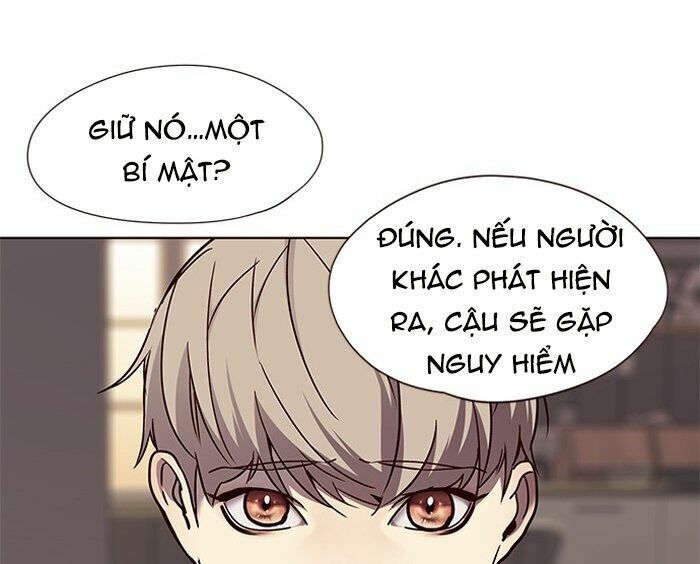 GIỮ NÓ...MỘT
BÍ MẬT?
ĐÚNG. NẾU NGƯỜI
KHÁC PHÁT HIỆN
RA, CẬU SẼ GẶP
NGUY HIỂM